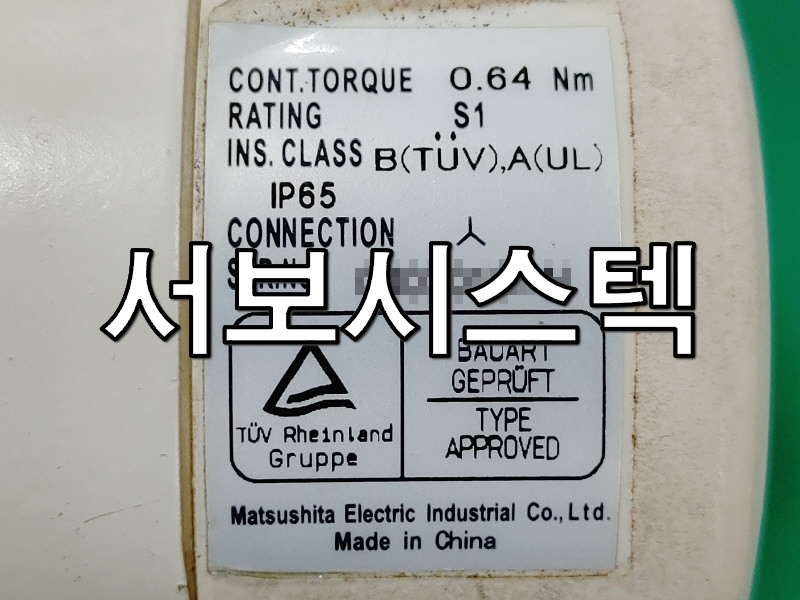 CONT.TORQUE 0.64 Nm
RATING S1
INS. CLASS B(TÜV),A(UL)
IP65
CONNECTION
서보시스텍
BAUART
GEPRÜFT
TÜV Rheinland
Gruppe
TYPE
APPROVED
Matsushita Electric Industrial Co.,Ltd.
Made in China